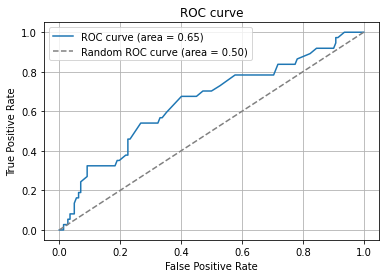 ROC curve
ROC curve (area = 0.65)
Random ROC curve (area = 0.50)
True Positive Rate
1.0
0.8
0.6
0.4
0.2
0.0
0.0 0.2 0.4 0.6 0.8 1.0
False Positive Rate